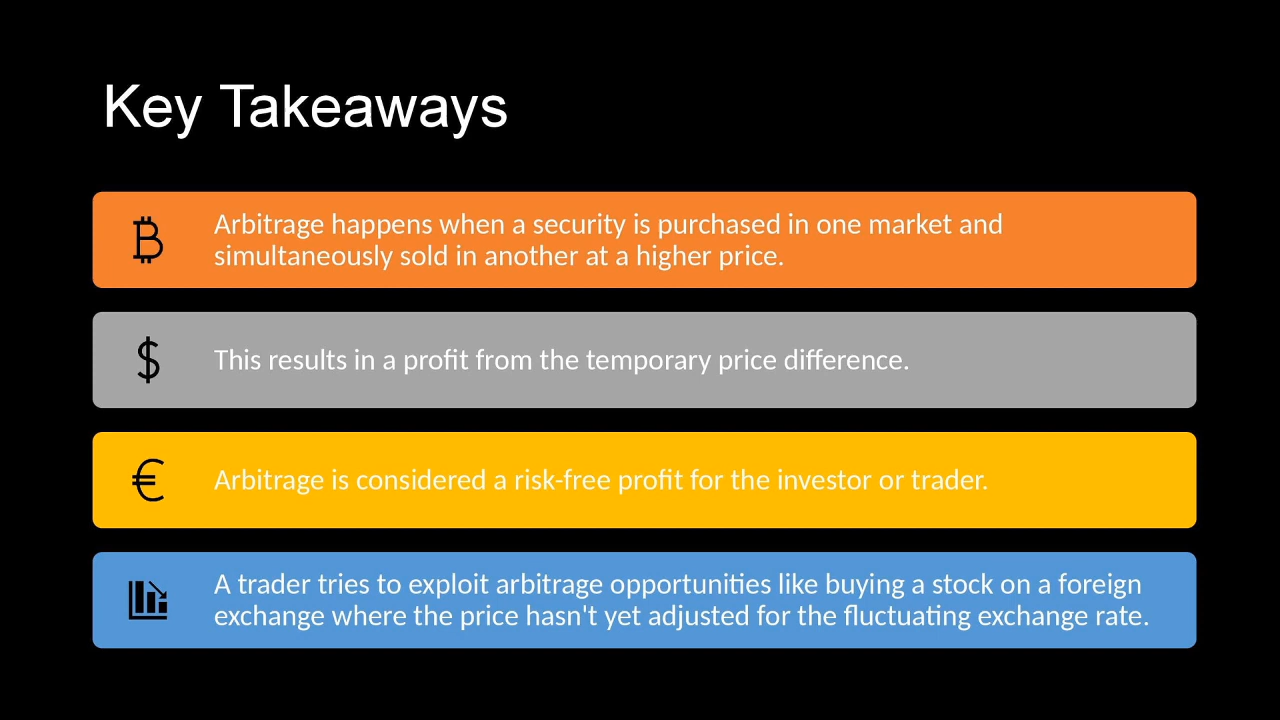 Key Takeaways
Arbitrage happens when a security is purchased in one market and
simultaneously sold in another at a higher price.
This results in a profit from the temporary price difference.
Arbitrage is considered a risk-free profit for the investor or trader.
A trader tries to exploit arbitrage opportunities like buying a stock on a foreign
exchange where the price hasn't yet adjusted for the fluctuating exchange rate.